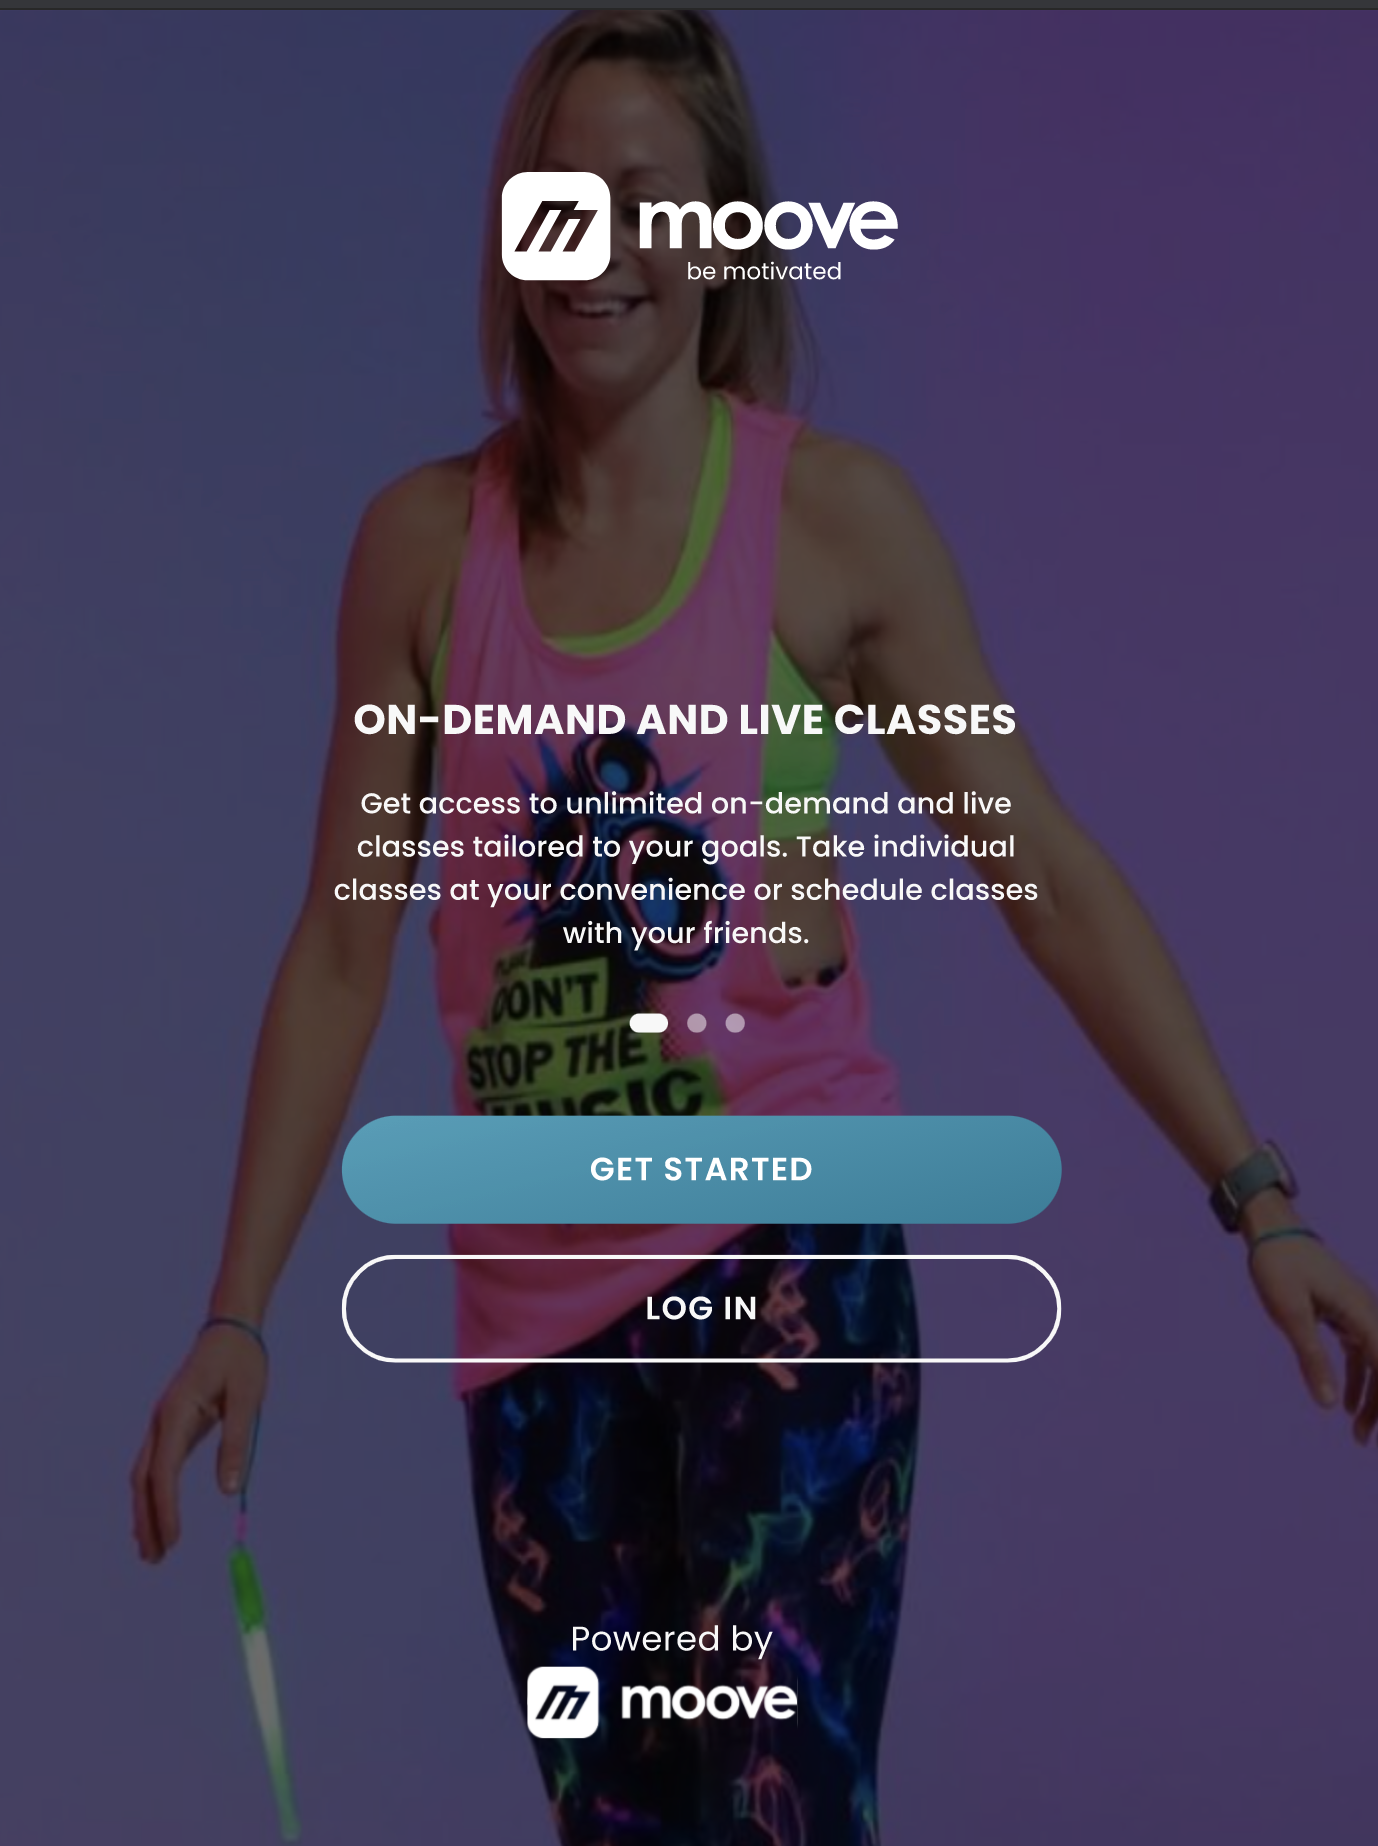 moove
be motivated
ON-DEMAND AND LIVE CLASSES
Get access to unlimited on-demand and live
classes tailored to your goals. Take individual
classes at your convenience or schedule classes
with your friends.
DON'T
STOP THE
MUSIC
GET STARTED
LOG IN
Powered by
moove